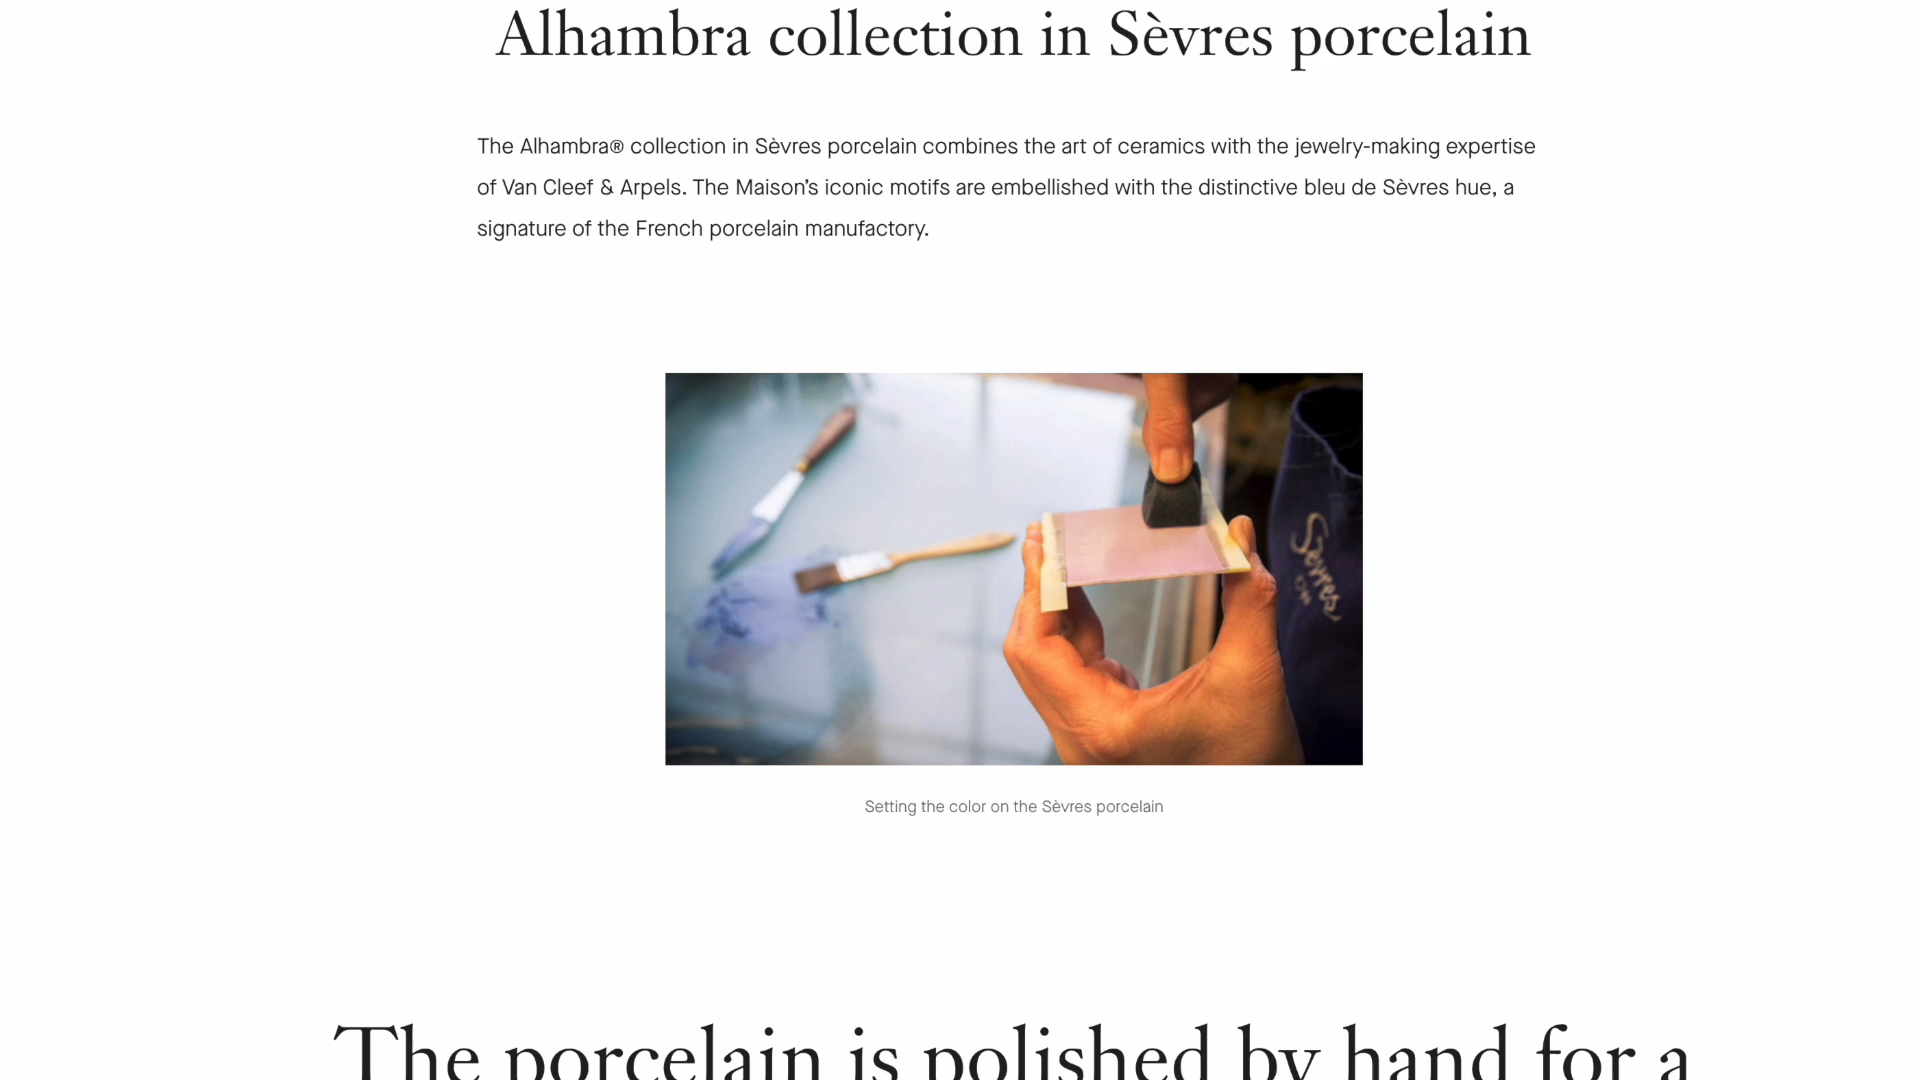 Alhambra collection in Sèvres porcelain
The Alhambra® collection in Sèvres porcelain combines the art of ceramics with the jewelry-making expertise
of Van Cleef & Arpels. The Maison’s iconic motifs are embellished with the distinctive bleu de Sèvres hue, a
signature of the French porcelain manufactory.
Sèvres
Setting the color on the Sèvres porcelain
The porcelain is polished by hand for a